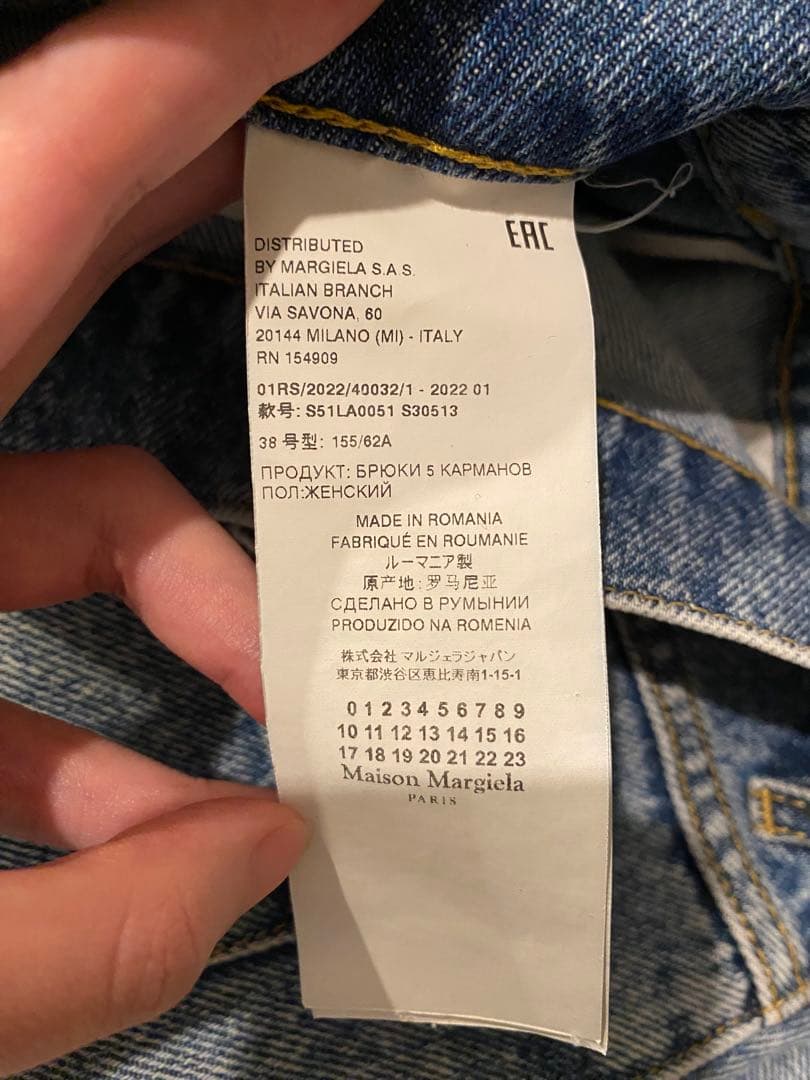 EAC
DISTRIBUTED
BY MARGIELA S.A.S.
ITALIAN BRANCH
VIA SAVONA, 60
20144 MILANO (MI) - ITALY
RN 154909
01RS/2022/40032/1 - 2022 01
款号: S51LA0051 S30513
38 号型: 155/62A
ПРОДУКТ: БРЮКИ 5 КАРМАНОВ
ПОЛ:ЖЕНСКИЙ
MADE IN ROMANIA
FABRIQUÉ EN ROUMANIE
ルーマニア製
原产地: 罗马尼亚
СДЕЛАНО В РУМЫНИИ
PRODUZIDO NA ROMENIA
株式会社 マルジェラジャパン
東京都渋谷区恵比寿南1-15-1
0 1 2 3 4 5 6 7 8 9
10 11 12 13 14 15 16
17 18 19 20 21 22 23
Maison Margiela
PARIS